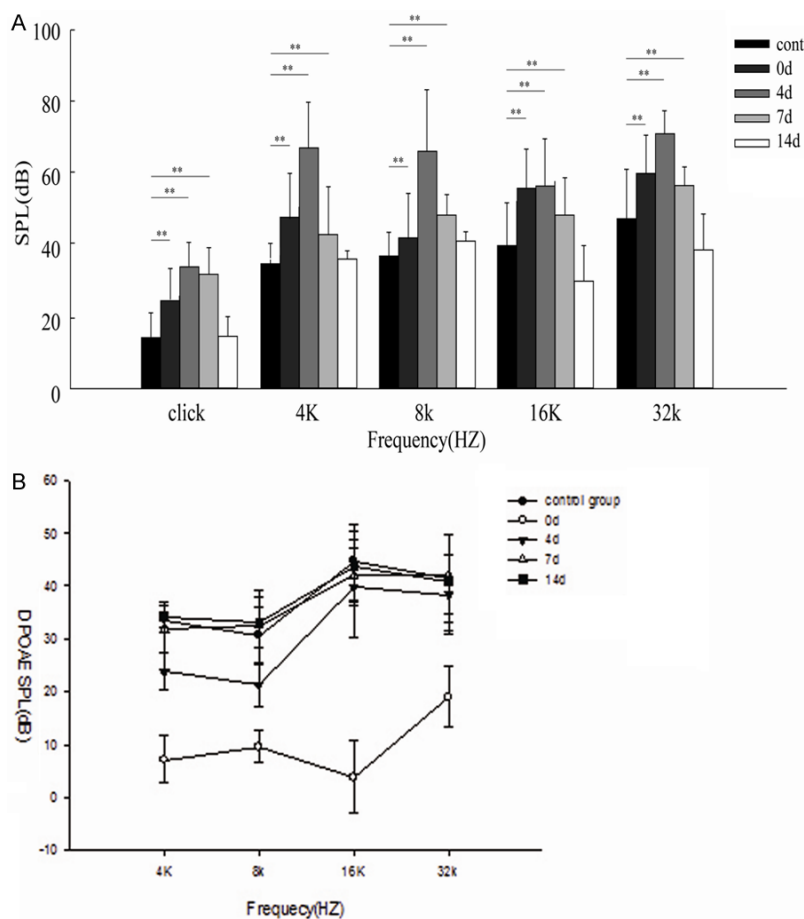 A
100
80
60
40
20
0
SPL(dB)
** ** ** ** ** ** ** ** ** ** ** ** ** ** **
click 4K 8k 16K 32k
Frequency(HZ)
cont
0d
4d
7d
14d
B
60
50
40
30
20
10
0
-10
DPOAE SPL(dB)
4K 8k 16K 32k
Frequecy(HZ)
control group
0d
4d
7d
14d